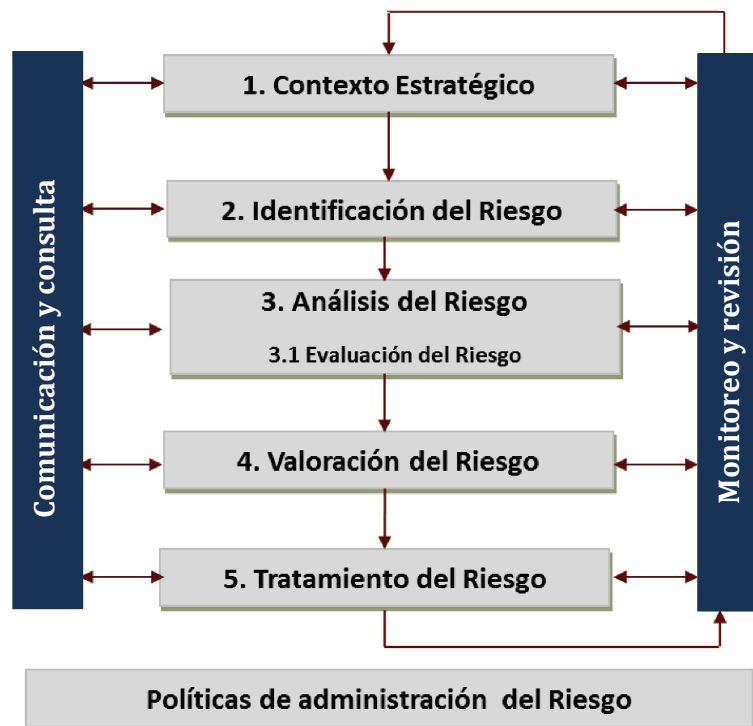 1. Contexto Estratégico
2. Identificación del Riesgo
3. Análisis del Riesgo
3.1 Evaluación del Riesgo
4. Valoración del Riesgo
5. Tratamiento del Riesgo
Comunicación y consulta
Monitoreo y revisión
Políticas de administración del Riesgo